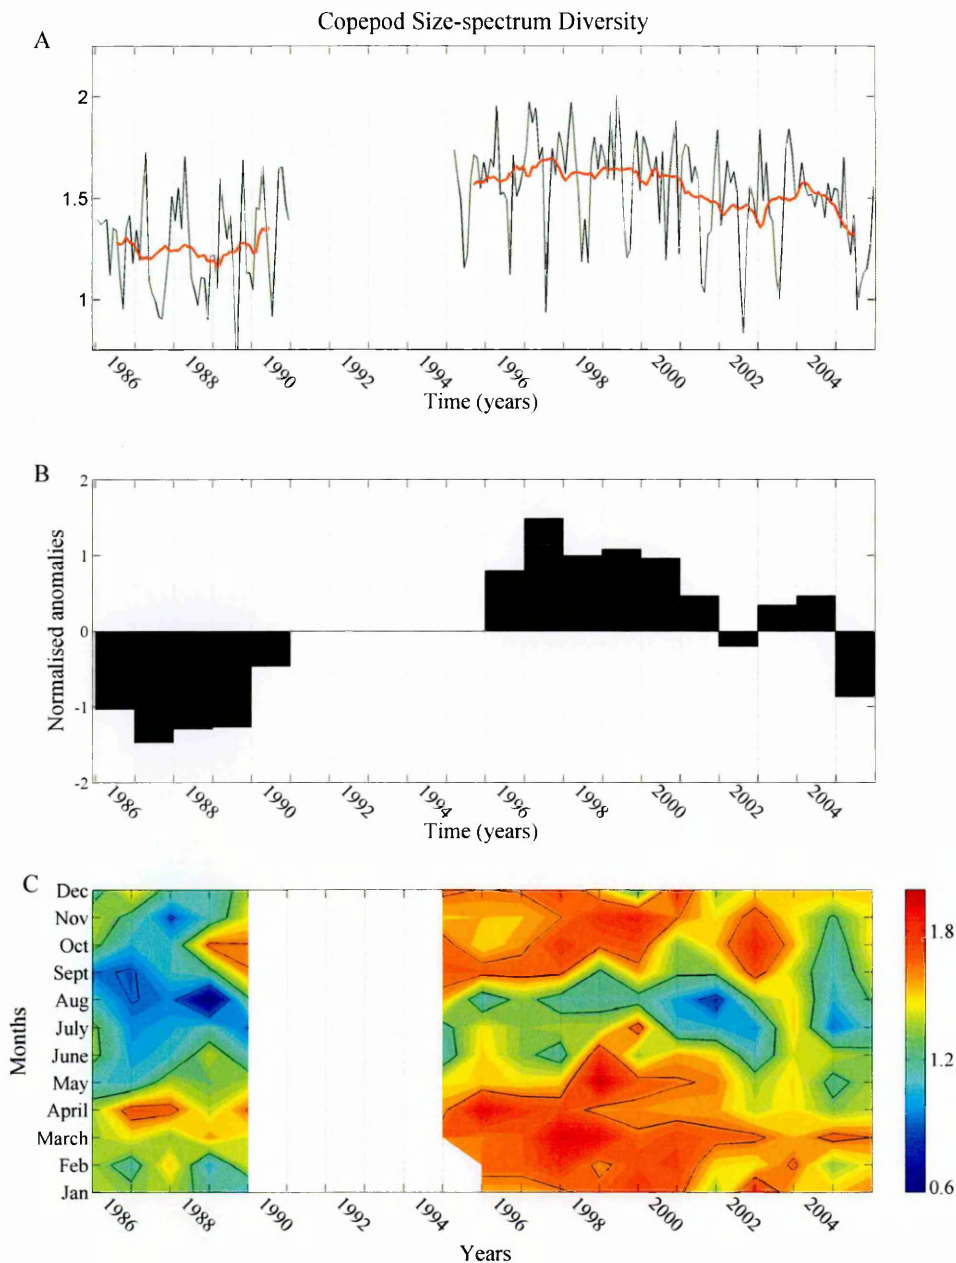 Copepod Size-spectrum Diversity
A
2
1.5
1
1986 1988 1990 1992 1994 1996 1998 2000 2002 2004
Time (years)
B
Normalised anomalies
2
1
0
-1
-2
1986 1988 1990 1992 1994 1996 1998 2000 2002 2004
Time (years)
C
Months
Dec
Nov
Oct
Sept
Aug
July
June
May
April
March
Feb
Jan
1.8
1.2
0.6
1986 1988 1990 1992 1994 1996 1998 2000 2002 2004
Years